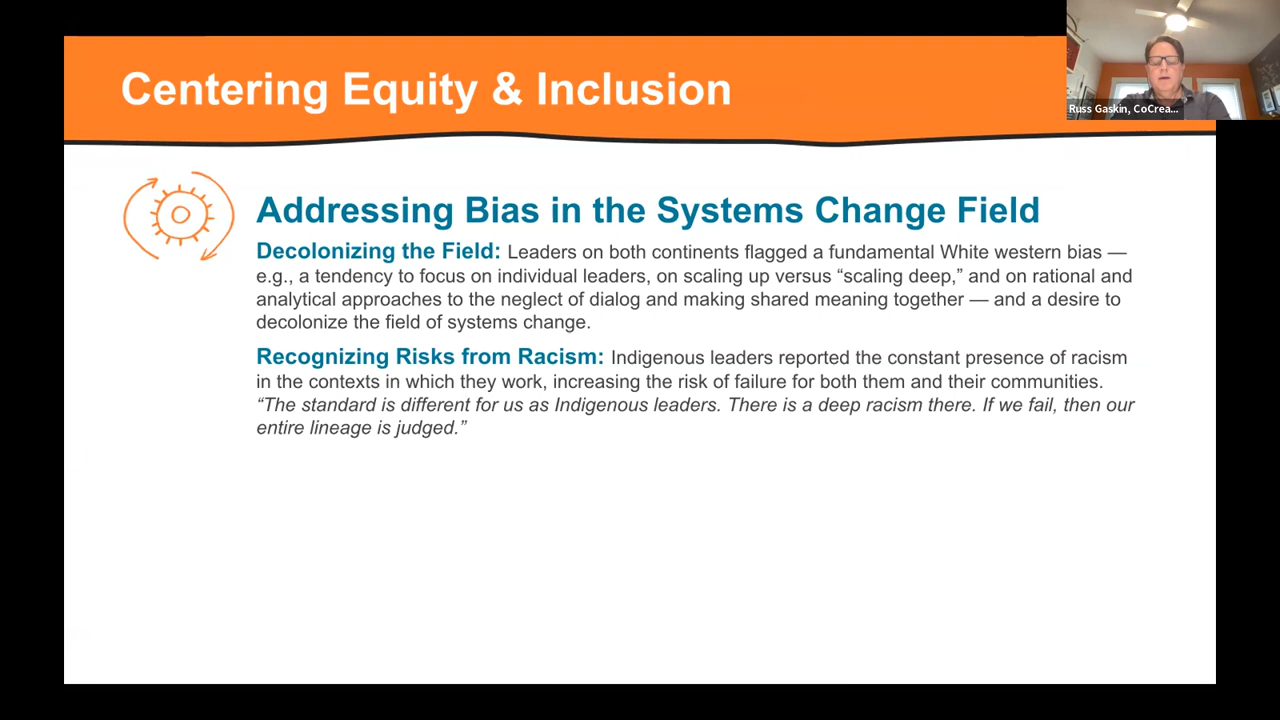 Centering Equity & Inclusion
Russ Gaskin, CoCrea...
Addressing Bias in the Systems Change Field
Decolonizing the Field: Leaders on both continents flagged a fundamental White western bias —
e.g., a tendency to focus on individual leaders, on scaling up versus “scaling deep,” and on rational and
analytical approaches to the neglect of dialog and making shared meaning together — and a desire to
decolonize the field of systems change.
Recognizing Risks from Racism: Indigenous leaders reported the constant presence of racism
in the contexts in which they work, increasing the risk of failure for both them and their communities.
“The standard is different for us as Indigenous leaders. There is a deep racism there. If we fail, then our
entire lineage is judged.”